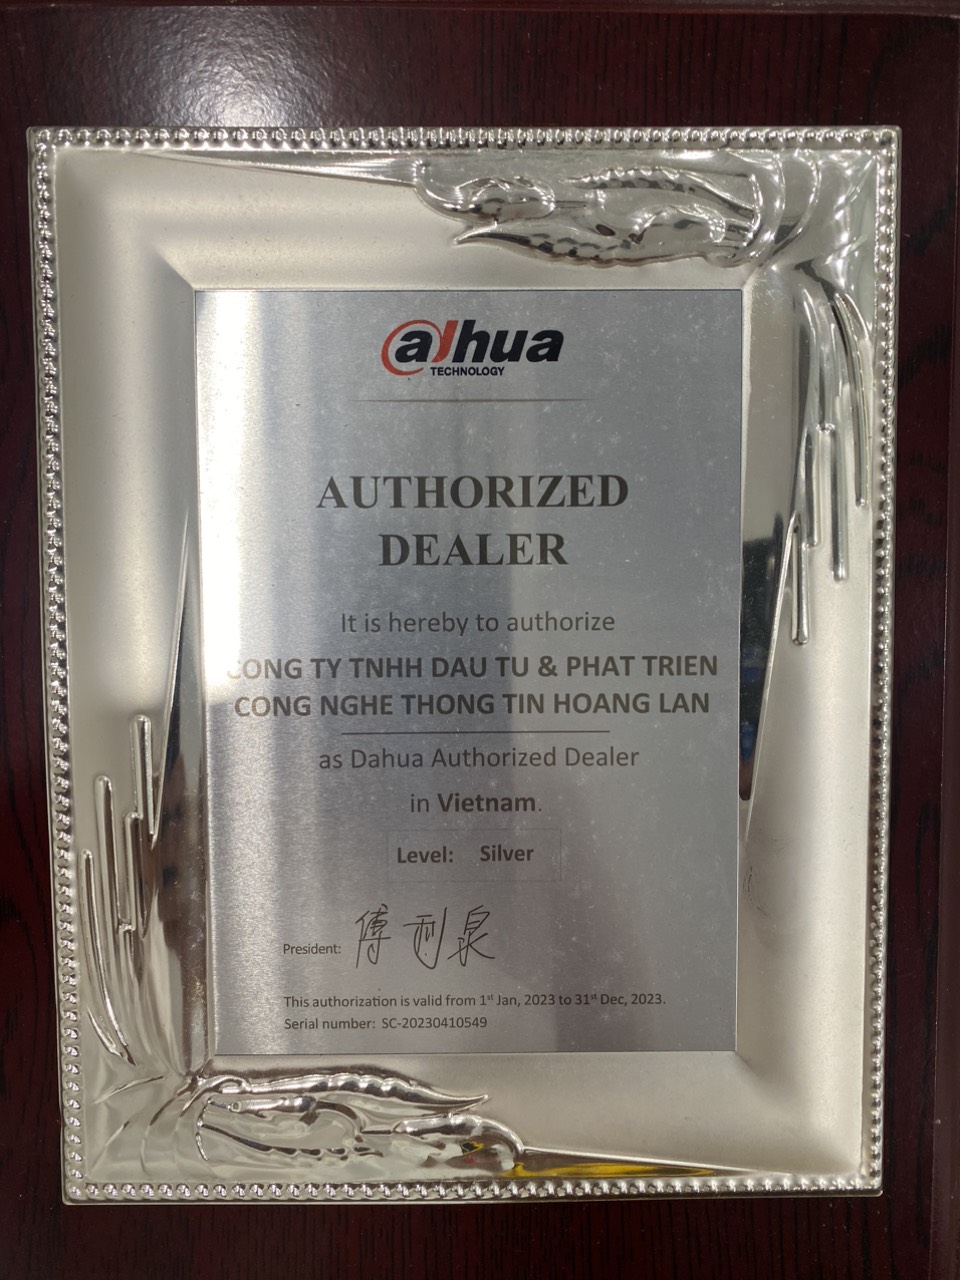 alhua
TECHNOLOGY
AUTHORIZED
DEALER
It is hereby to authorize
CONG TY TNHH DAU TU & PHAT TRIEN
CONG NGHE THONG TIN HOANG LAN
as Dahua Authorized Dealer
in Vietnam.
Level: Silver
President: 傅利泉
This authorization is valid from 1st Jan, 2023 to 31st Dec, 2023.
Serial number: SC-20230410549